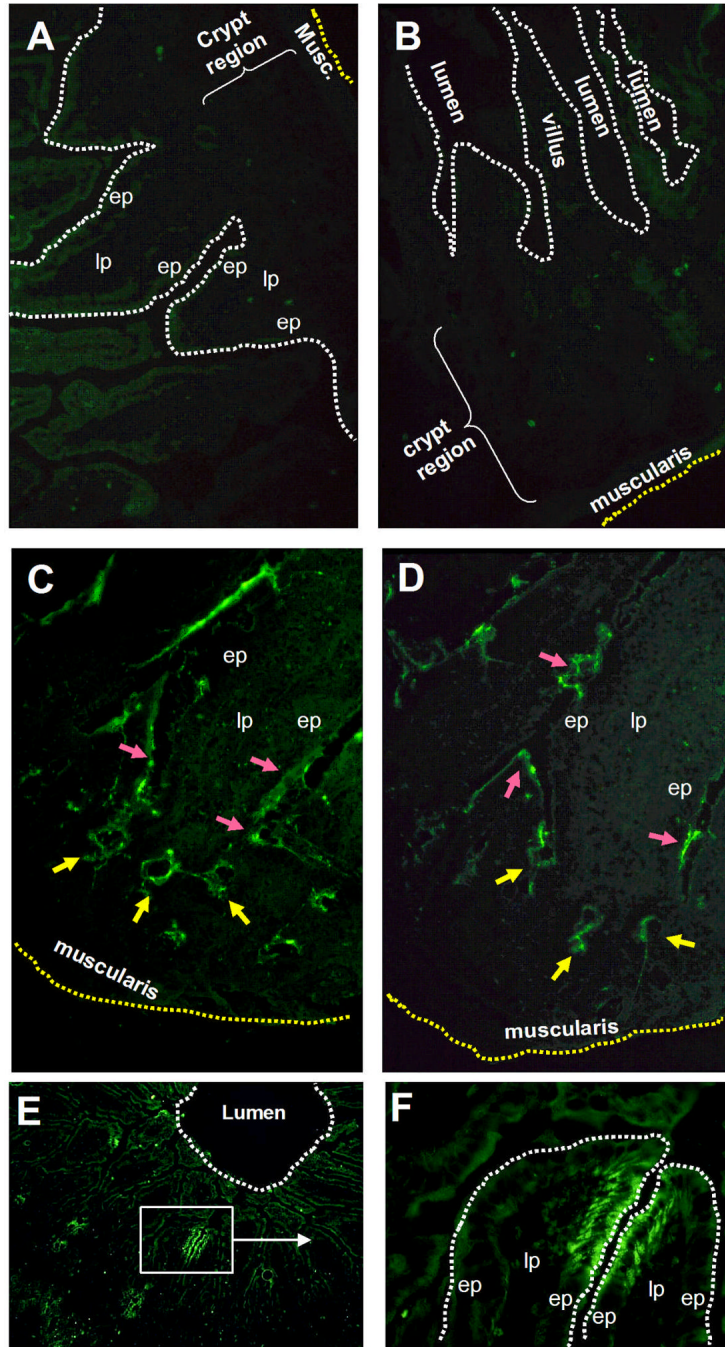 A
Crypt
region
Musc.
ep
lp
ep
ep
lp
ep
B
lumen
villus
lumen
lumen
crypt
region
muscularis
C
ep
lp
ep
muscularis
D
ep
lp
ep
muscularis
E
Lumen
F
lp
ep
ep
lp
ep
ep